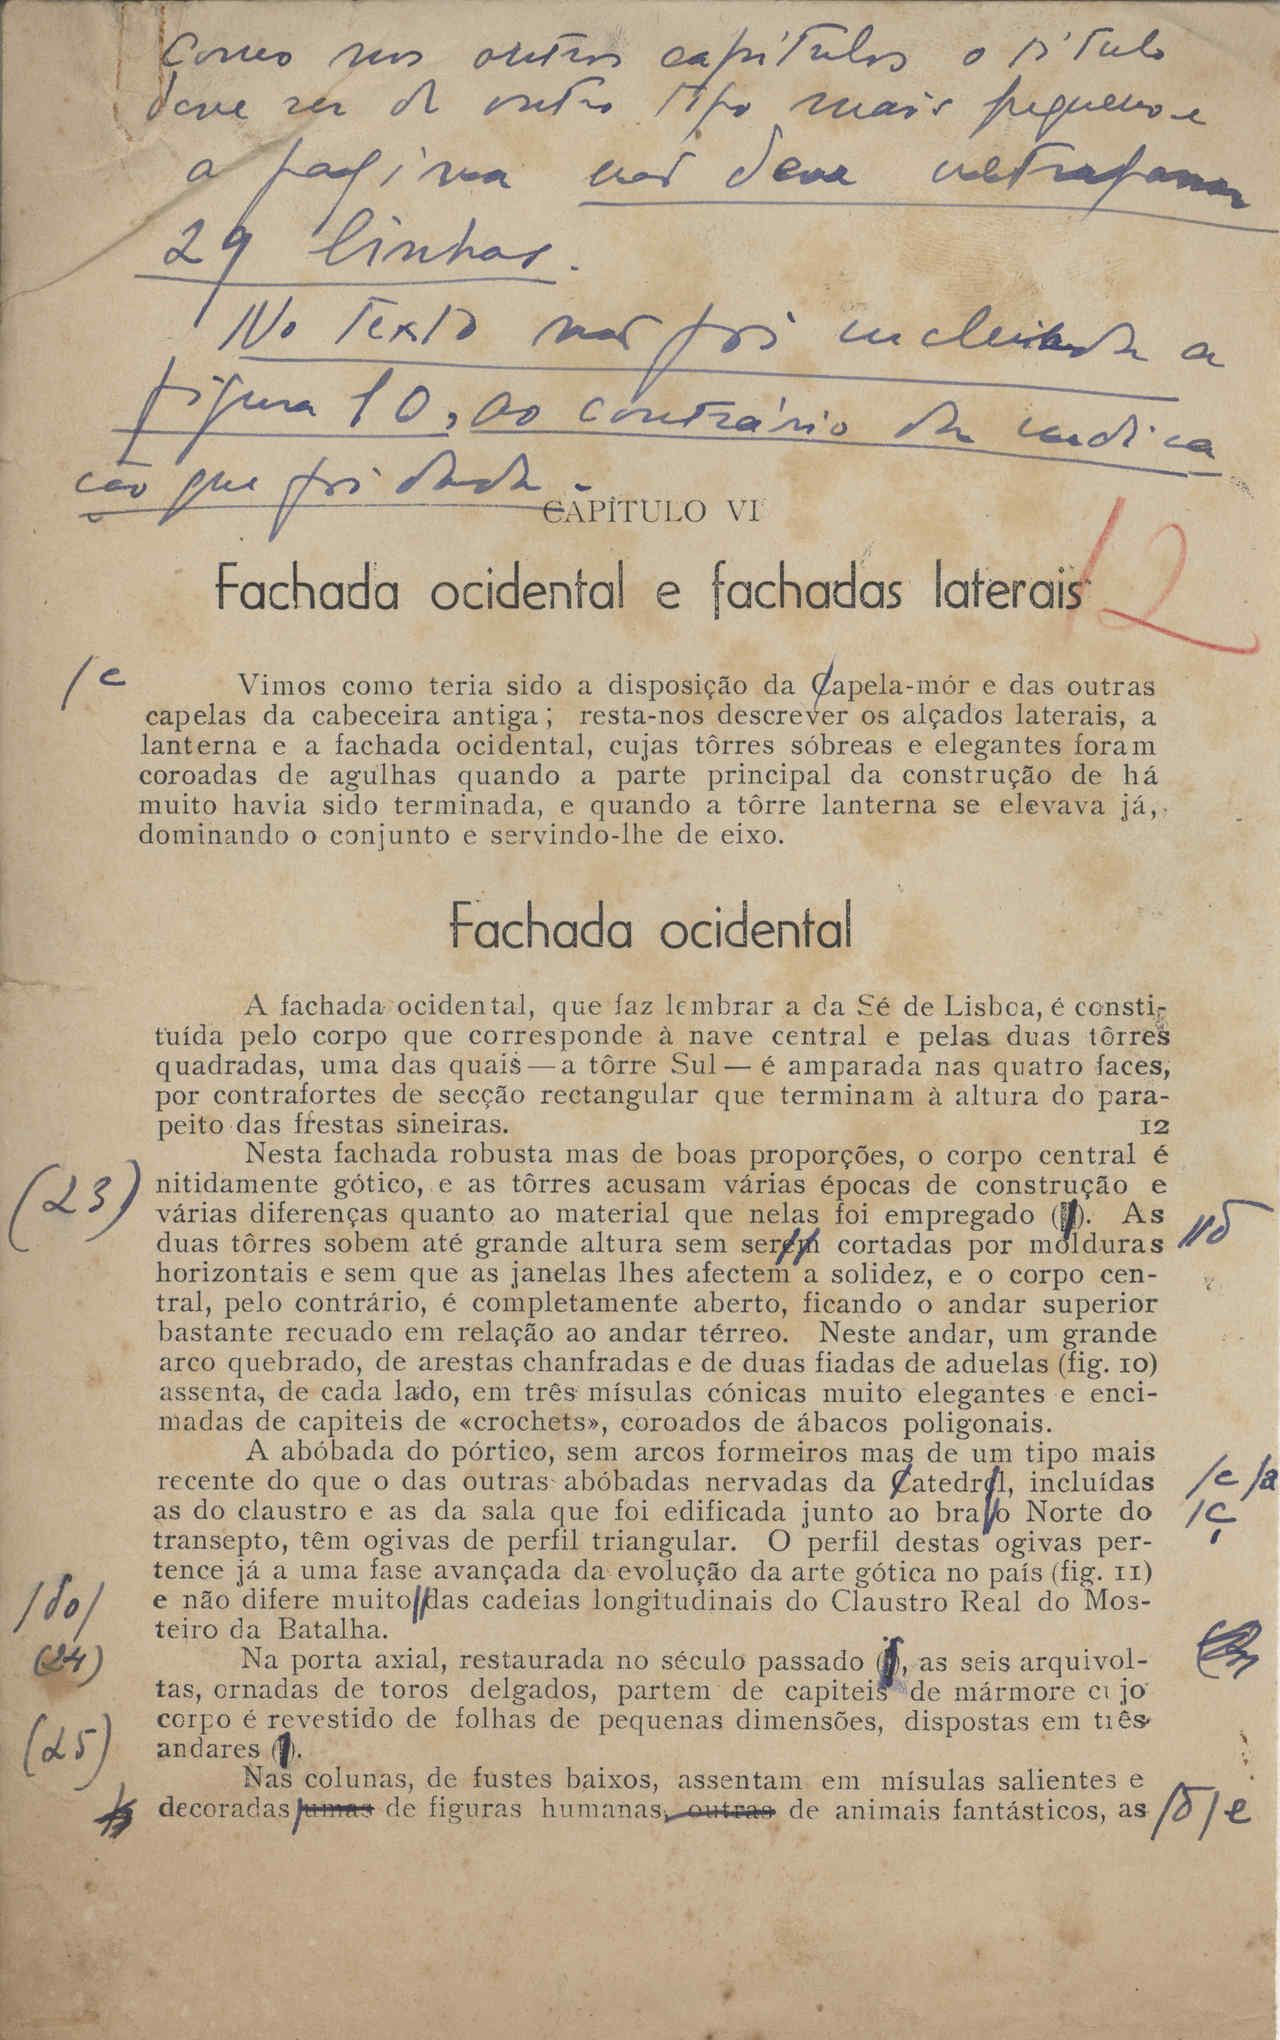 Como nos outros capítulos o título
deve ser de outro tipo mais pequeno e
a pagina não deve ultrapassar
29 linhas.
No texto não foi incluida a
figura 10, ao contrário da indica
ção que foi dada.
CAPÍTULO VI
12
Fachada ocidental e fachadas laterais
/c
Vimos como teria sido a disposição da Capela-mór e das outras
capelas da cabeceira antiga; resta-nos descrever os alçados laterais, a
lanterna e a fachada ocidental, cujas tôrres sóbreas e elegantes foram
coroadas de agulhas quando a parte principal da construção de há
muito havia sido terminada, e quando a tôrre lanterna se elevava já,
dominando o conjunto e servindo-lhe de eixo.
Fachada ocidental
A fachada ocidental, que faz lembrar a da Sé de Lisboa, é consti-
tuída pelo corpo que corresponde à nave central e pelas duas tôrres
quadradas, uma das quais — a tôrre Sul — é amparada nas quatro faces,
por contrafortes de secção rectangular que terminam à altura do para-
peito das frestas sineiras. 12
Nesta fachada robusta mas de boas proporções, o corpo central é
(23) nitidamente gótico, e as tôrres acusam várias épocas de construção e
várias diferenças quanto ao material que nelas foi empregado ( ). As
duas tôrres sobem até grande altura sem serem cortadas por molduras
horizontais e sem que as janelas lhes afectem a solidez, e o corpo cen-
tral, pelo contrário, é completamente aberto, ficando o andar superior
bastante recuado em relação ao andar térreo. Neste andar, um grande
arco quebrado, de arestas chanfradas e de duas fiadas de aduelas (fig. 10)
assenta, de cada lado, em três mísulas cónicas muito elegantes e enci-
madas de capiteis de «crochets», coroados de ábacos poligonais.
A abóbada do pórtico, sem arcos formeiros mas de um tipo mais
recente do que o das outras abóbadas nervadas da Catedral, incluídas /c /a
as do claustro e as da sala que foi edificada junto ao bra o Norte do /ç
transepto, têm ogivas de perfil triangular. O perfil destas ogivas per-
tence já a uma fase avançada da evolução da arte gótica no país (fig. 11)
/do/ e não difere muito das cadeias longitudinais do Claustro Real do Mos-
teiro da Batalha.
(24) Na porta axial, restaurada no século passado ( ), as seis arquivol-
tas, ornadas de toros delgados, partem de capiteis de mármore cujo
corpo é revestido de folhas de pequenas dimensões, dispostas em três
(25) andares ( ).
Nas colunas, de fustes baixos, assentam em mísulas salientes e
decoradas umas de figuras humanas, outras de animais fantásticos, as / e